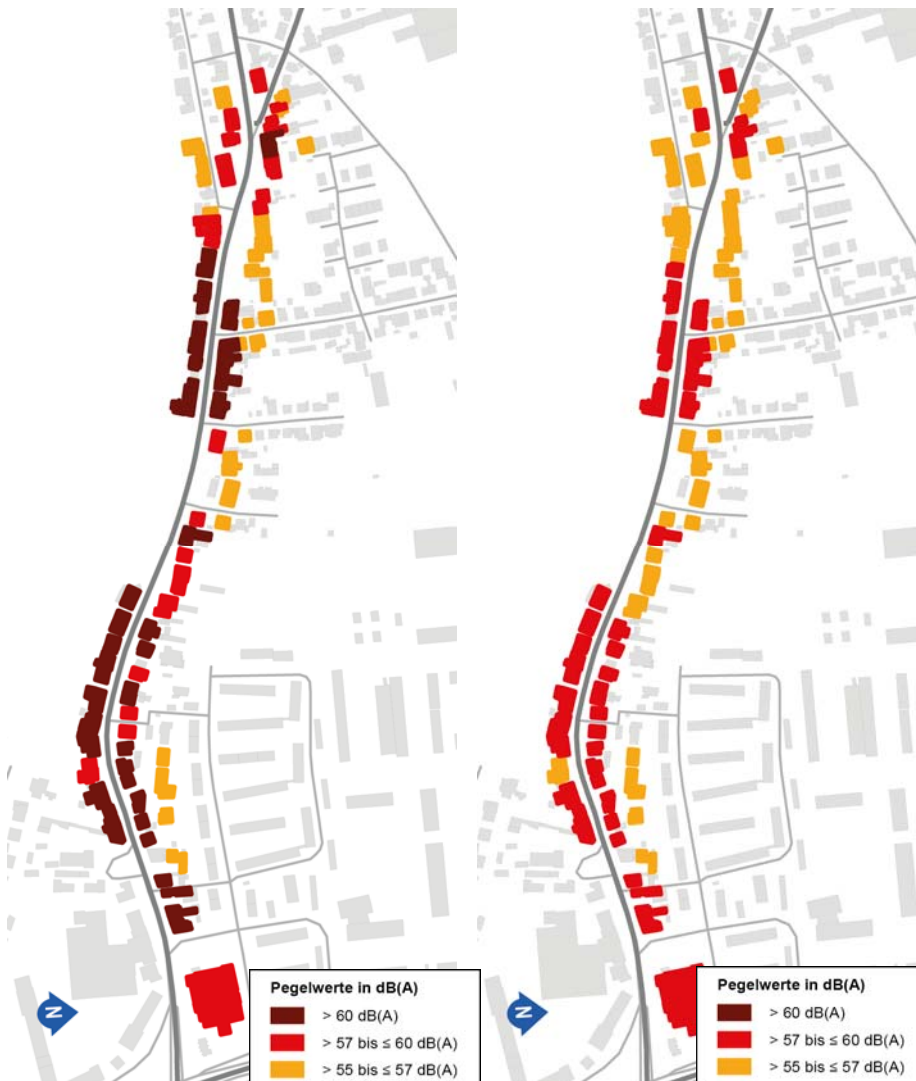 N
Pegelwerte in dB(A)
> 60 dB(A)
> 57 bis ≤ 60 dB(A)
> 55 bis ≤ 57 dB(A)
N
Pegelwerte in dB(A)
> 60 dB(A)
> 57 bis ≤ 60 dB(A)
> 55 bis ≤ 57 dB(A)